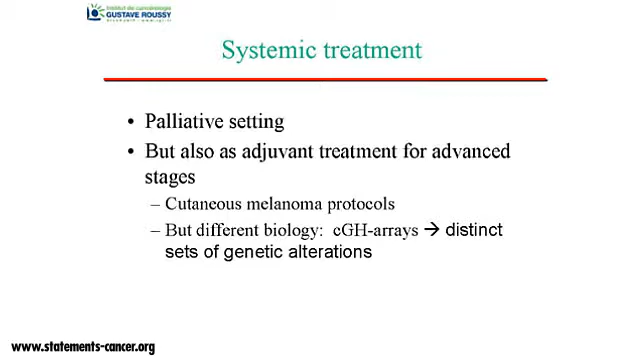 Institut de cancérologie
GUSTAVE ROUSSY
Systemic treatment
• Palliative setting
• But also as adjuvant treatment for advanced
stages
– Cutaneous melanoma protocols
– But different biology: cGH-arrays → distinct
sets of genetic alterations
www.statements-cancer.org